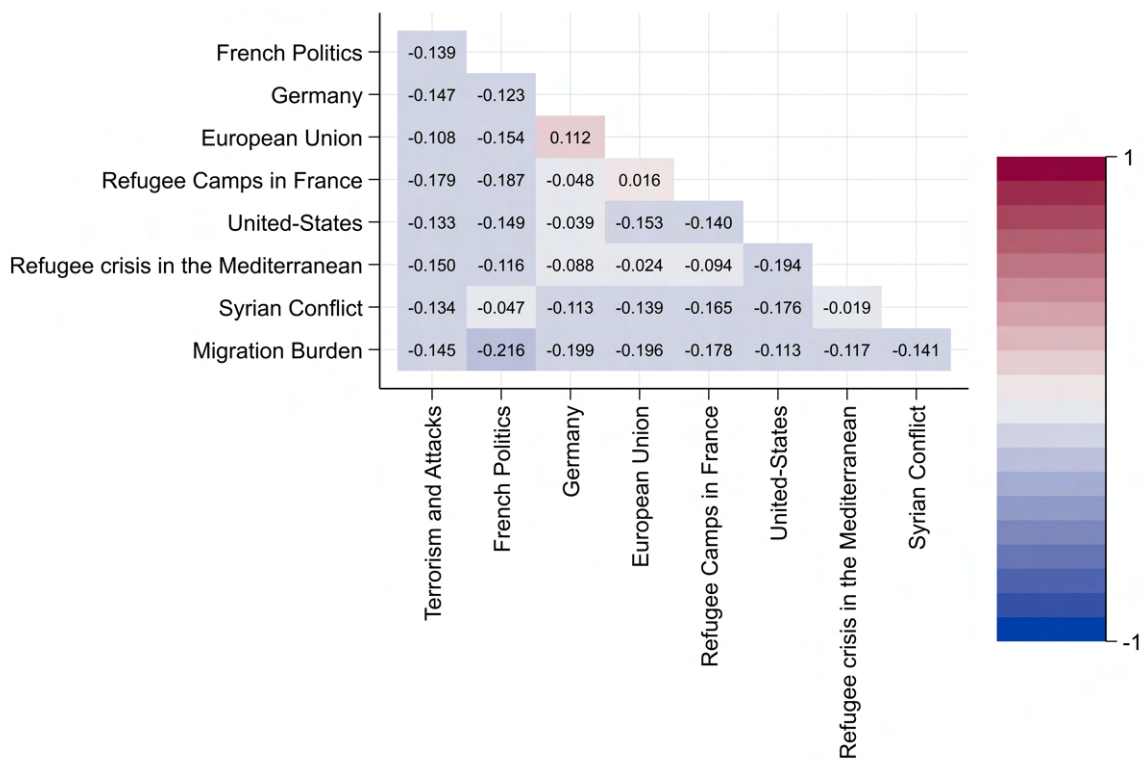 French Politics -0.139
Germany -0.147 -0.123
European Union -0.108 -0.154 0.112
1
Refugee Camps in France -0.179 -0.187 -0.048 0.016
United-States -0.133 -0.149 -0.039 -0.153 -0.140
Refugee crisis in the Mediterranean -0.150 -0.116 -0.088 -0.024 -0.094 -0.194
Syrian Conflict -0.134 -0.047 -0.113 -0.139 -0.165 -0.176 -0.019
Migration Burden -0.145 -0.216 -0.199 -0.196 -0.178 -0.113 -0.117 -0.141
Terrorism and Attacks
French Politics
Germany
European Union
Refugee Camps in France
United-States
Refugee crisis in the Mediterranean
Syrian Conflict
-1